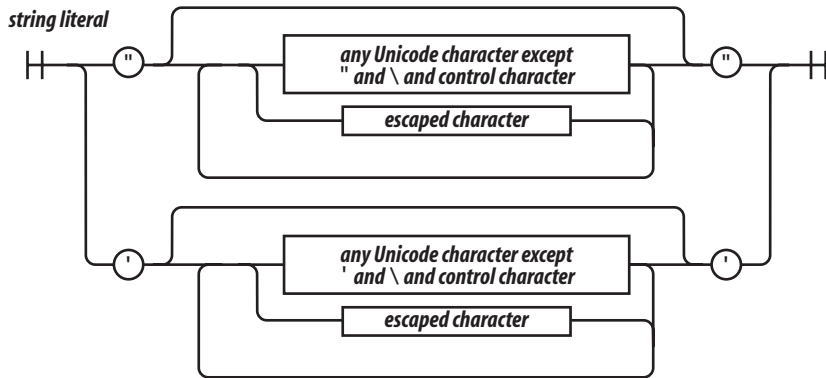 string literal
"
any Unicode character except
" and \ and control character
"
escaped character
'
any Unicode character except
' and \ and control character
'
escaped character